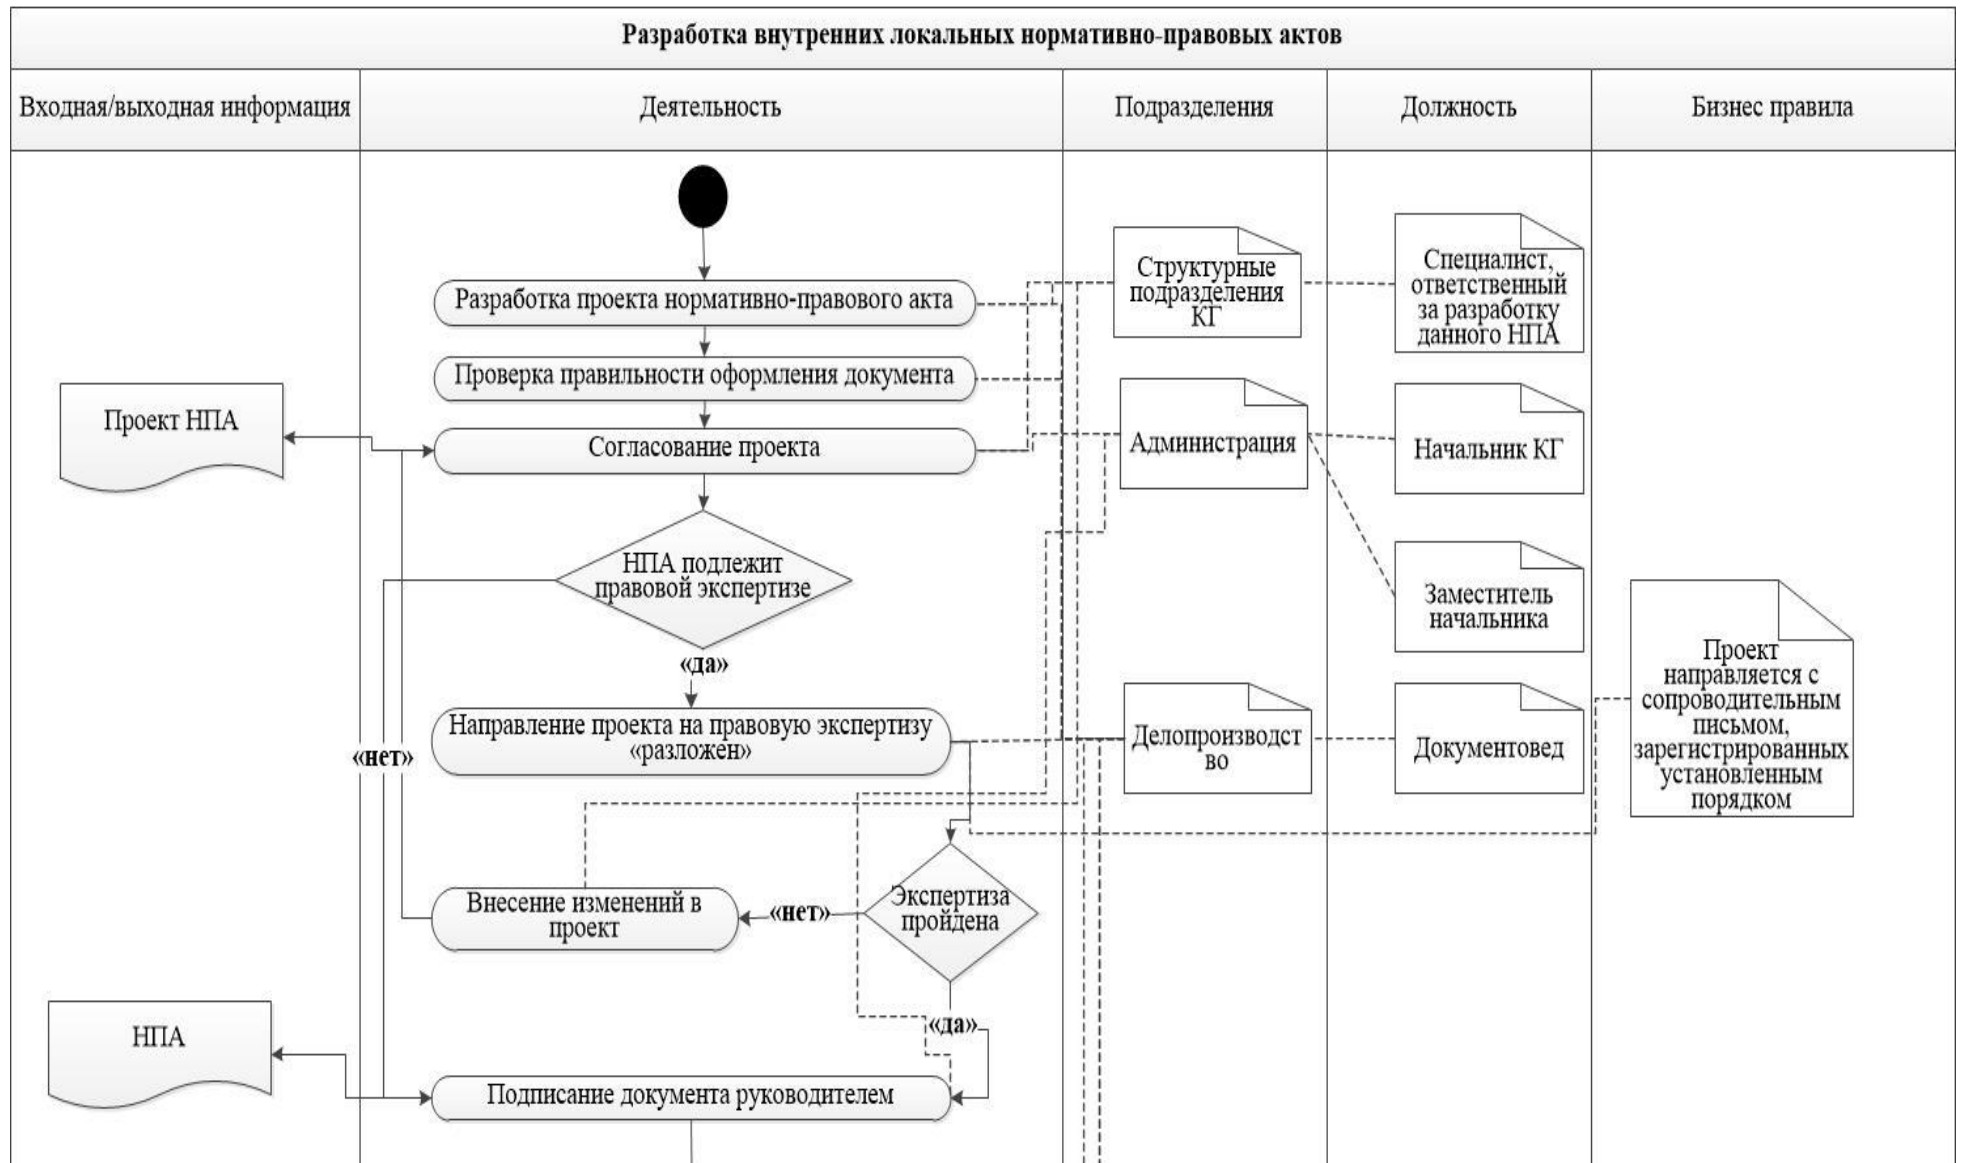 Разработка внутренних локальных нормативно-правовых актов
Входная/выходная информация
Деятельность
Подразделения
Должность
Бизнес правила
Разработка проекта нормативно-правового акта
Структурные
подразделения
КГ
Специалист,
ответственный
за разработку
данного НПА
Проверка правильности оформления документа
Проект НПА
Согласование проекта
Администрация
Начальник КГ
НПА подлежит
правовой экспертизе
Заместитель
начальника
«да»
Проект
направляется с
сопроводительным
письмом,
зарегистрированных
установленным
порядком
Направление проекта на правовую экспертизу
«разложен»
Делопроизводст
во
Документовед
«нет»
Внесение изменений в
проект
«нет»
Экспертиза
пройдена
«да»
НПА
Подписание документа руководителем